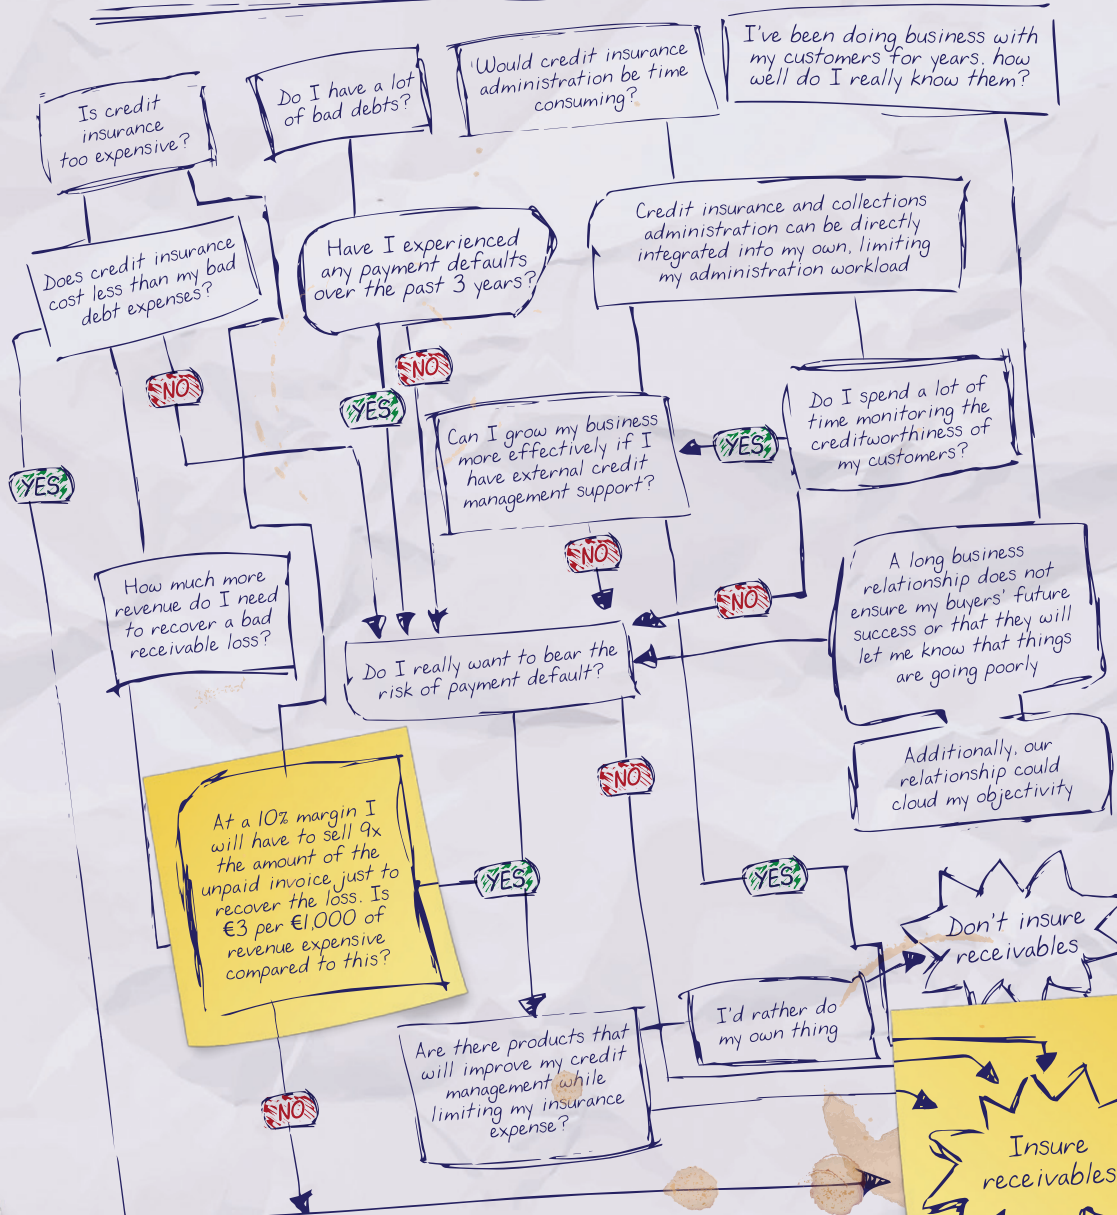 Is credit
insurance
too expensive?
Do I have a lot
of bad debts?
Would credit insurance
administration be time
consuming?
I've been doing business with
my customers for years. how
well do I really know them?
Does credit insurance
cost less than my bad
debt expenses?
Have I experienced
any payment defaults
over the past 3 years?
Credit insurance and collections
administration can be directly
integrated into my own, limiting
my administration workload
NO
NO
YES
YES
Can I grow my business
more effectively if I
have external credit
management support?
YES
Do I spend a lot of
time monitoring the
creditworthiness of
my customers?
NO
NO
How much more
revenue do I need
to recover a bad
receivable loss?
A long business
relationship does not
ensure my buyers' future
success or that they will
let me know that things
are going poorly
Do I really want to bear the
risk of payment default?
Additionally, our
relationship could
cloud my objectivity
NO
At a 10% margin I
will have to sell 9x
the amount of the
unpaid invoice just to
recover the loss. Is
€3 per €1,000 of
revenue expensive
compared to this?
YES
YES
Don't insure
receivables
I'd rather do
my own thing
Are there products that
will improve my credit
management while
limiting my insurance
expense?
NO
Insure
receivables